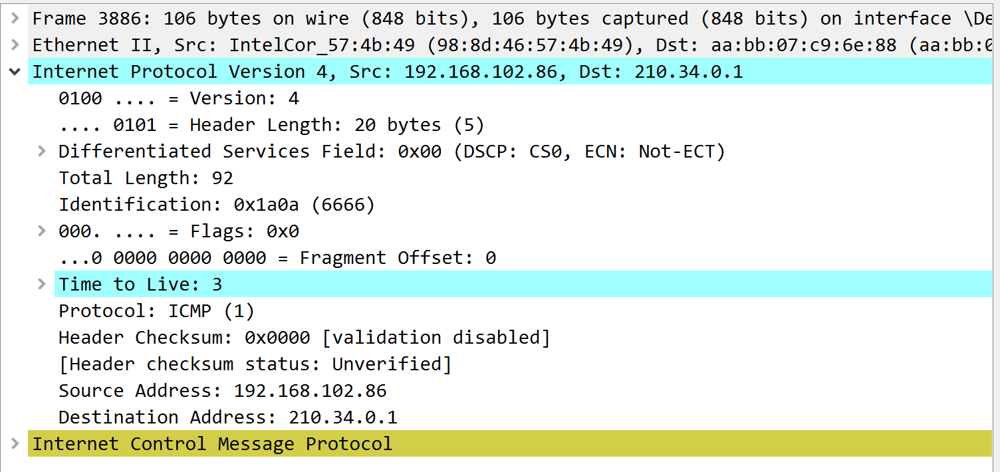 Frame 3886: 106 bytes on wire (848 bits), 106 bytes captured (848 bits) on interface
Ethernet II, Src: IntelCor_57:4b:49 (98:8d:46:57:4b:49), Dst: aa:bb:07:c9:6e:88
Internet Protocol Version 4, Src: 192.168.102.86, Dst: 210.34.0.1
0100 .... = Version: 4
.... 0101 = Header Length: 20 bytes (5)
Differentiated Services Field: 0x00 (DSCP: CS0, ECN: Not-ECT)
Total Length: 92
Identification: 0x1a0a (6666)
000. .... = Flags: 0x0
...0 0000 0000 0000 = Fragment Offset: 0
Time to Live: 3
Protocol: ICMP (1)
Header Checksum: 0x0000 [validation disabled]
[Header checksum status: Unverified]
Source Address: 192.168.102.86
Destination Address: 210.34.0.1
Internet Control Message Protocol